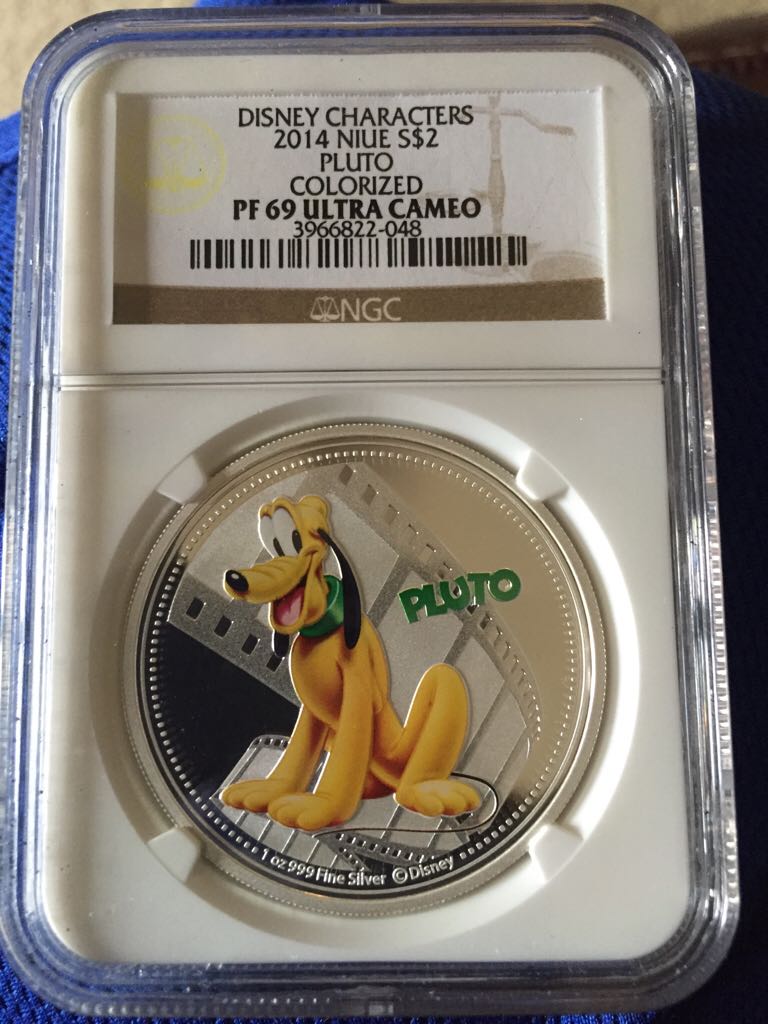 DISNEY CHARACTERS
2014 NIUE S$2
PLUTO
COLORIZED
PF 69 ULTRA CAMEO
3966822-048
NGC
PLUTO
1 oz 999 Fine Silver ©Disney